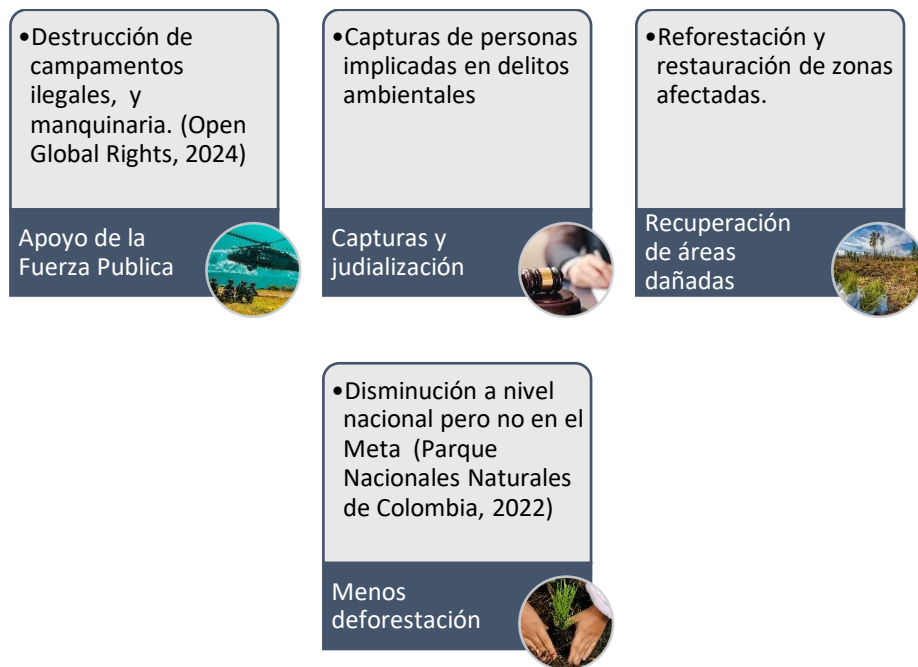 •Destrucción de
campamentos
ilegales, y
manquinaria. (Open
Global Rights, 2024)
Apoyo de la
Fuerza Publica
•Capturas de personas
implicadas en delitos
ambientales
Capturas y
judialización
•Reforestación y
restauración de zonas
afectadas.
Recuperación
de áreas
dañadas
•Disminución a nivel
nacional pero no en el
Meta (Parque
Nacionales Naturales
de Colombia, 2022)
Menos
deforestación